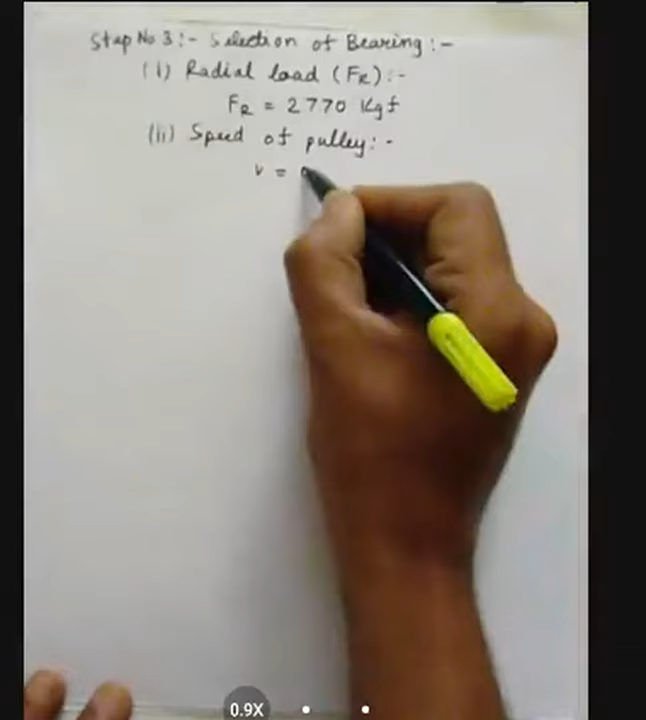 Step No 3:- Selection of Bearing:-
(i) Radial load (FR):-
FR = 2770 Kgf
(ii) Speed of pulley:-
v =
0.9X